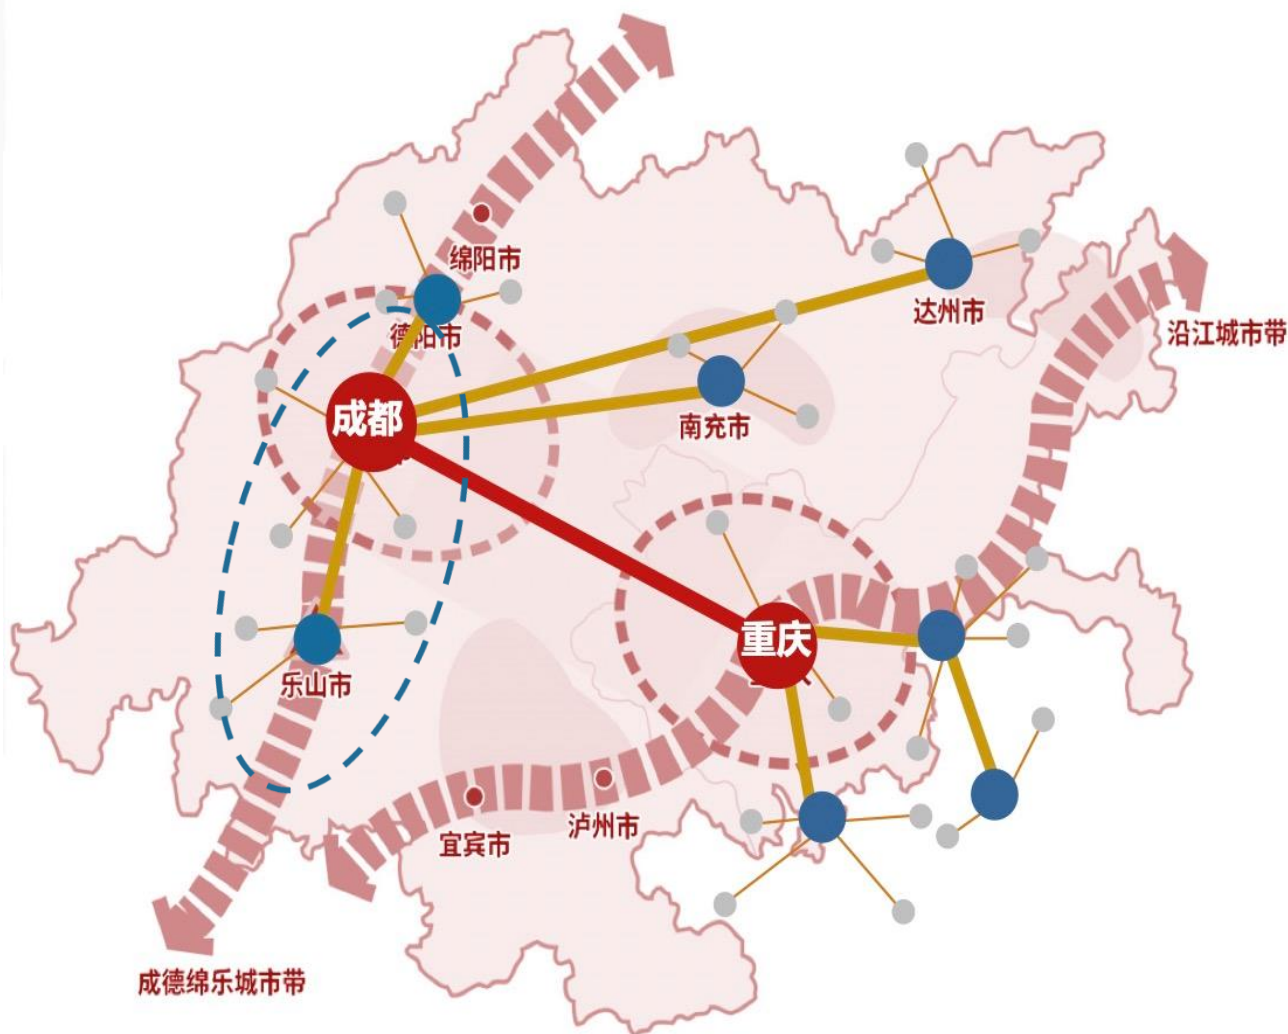 绵阳市
德阳市
达州市
沿江城市带
成都
南充市
重庆
乐山市
宜宾市
泸州市
成德绵乐城市带